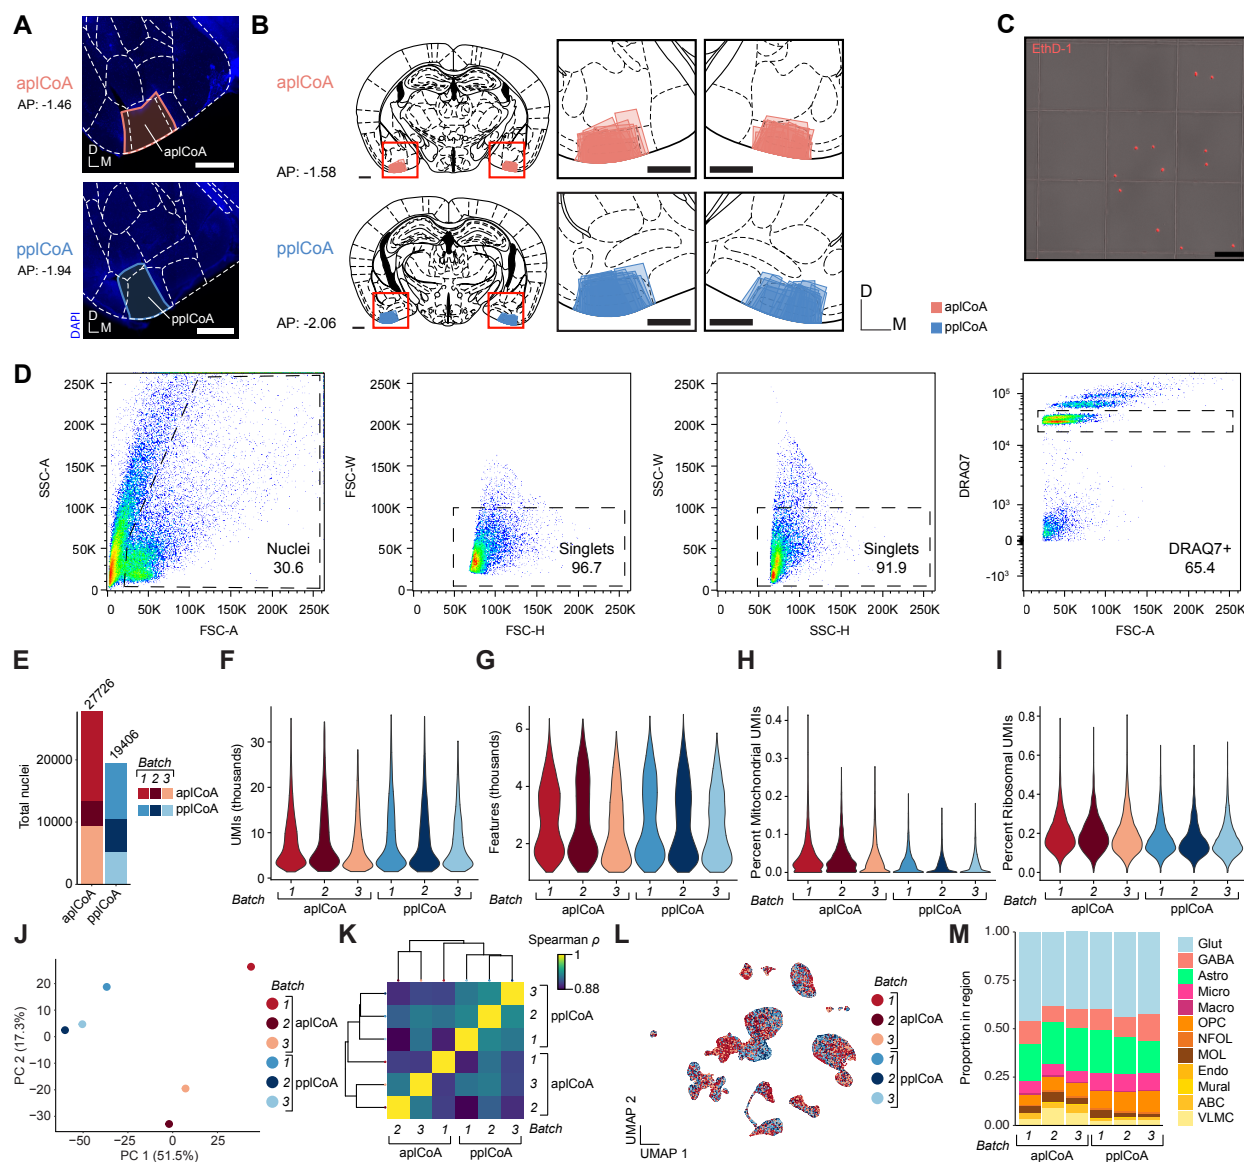 A
aplCoA
AP: -1.46
D
M
aplCoA
pplCoA
AP: -1.94
D
M
DAPI
pplCoA
B
aplCoA
AP: -1.58
pplCoA
AP: -2.06
D
M
aplCoA
pplCoA
C
EthD-1
D
SSC-A
250K
200K
150K
100K
50K
0
Nuclei
30.6
0
50K
100K
150K
200K
250K
FSC-A
FSC-W
250K
200K
150K
100K
50K
0
Singlets
96.7
0
50K
100K
150K
200K
250K
FSC-H
SSC-W
250K
200K
150K
100K
50K
0
Singlets
91.9
0
50K
100K
150K
200K
250K
SSC-H
DRAQ7
10⁵
10⁴
10³
0
-10³
DRAQ7+
65.4
50K
100K
150K
200K
250K
FSC-A
E
Total nuclei
27726
19406
20000
10000
0
aplCoA
pplCoA
Batch
1 2 3
aplCoA
pplCoA
F
UMIs (thousands)
30
20
10
0
Batch
1 2 3 1 2 3
aplCoA pplCoA
G
Features (thousands)
6
4
2
Batch
1 2 3 1 2 3
aplCoA pplCoA
H
Percent Mitochondrial UMIs
0.4
0.3
0.2
0.1
0.0
Batch
1 2 3 1 2 3
aplCoA pplCoA
I
Percent Ribosomal UMIs
0.8
0.6
0.4
0.2
0.0
Batch
1 2 3 1 2 3
aplCoA pplCoA
J
PC 2 (17.3%)
20
10
0
−10
−20
−30
−50
−25
0
25
PC 1 (51.5%)
Batch
1
2 aplCoA
3
1
2 pplCoA
3
K
Spearman ρ
1
0.88
3
2 pplCoA
1
1
3 aplCoA
2
2 3 1 1 2 3 Batch
aplCoA pplCoA
L
UMAP 2
UMAP 1
Batch
1
2 aplCoA
3
1
2 pplCoA
3
M
Proportion in region
1.00
0.75
0.50
0.25
0.00
Batch
1 2 3 1 2 3
aplCoA pplCoA
Glut
GABA
Astro
Micro
Macro
OPC
NFOL
MOL
Endo
Mural
ABC
VLMC